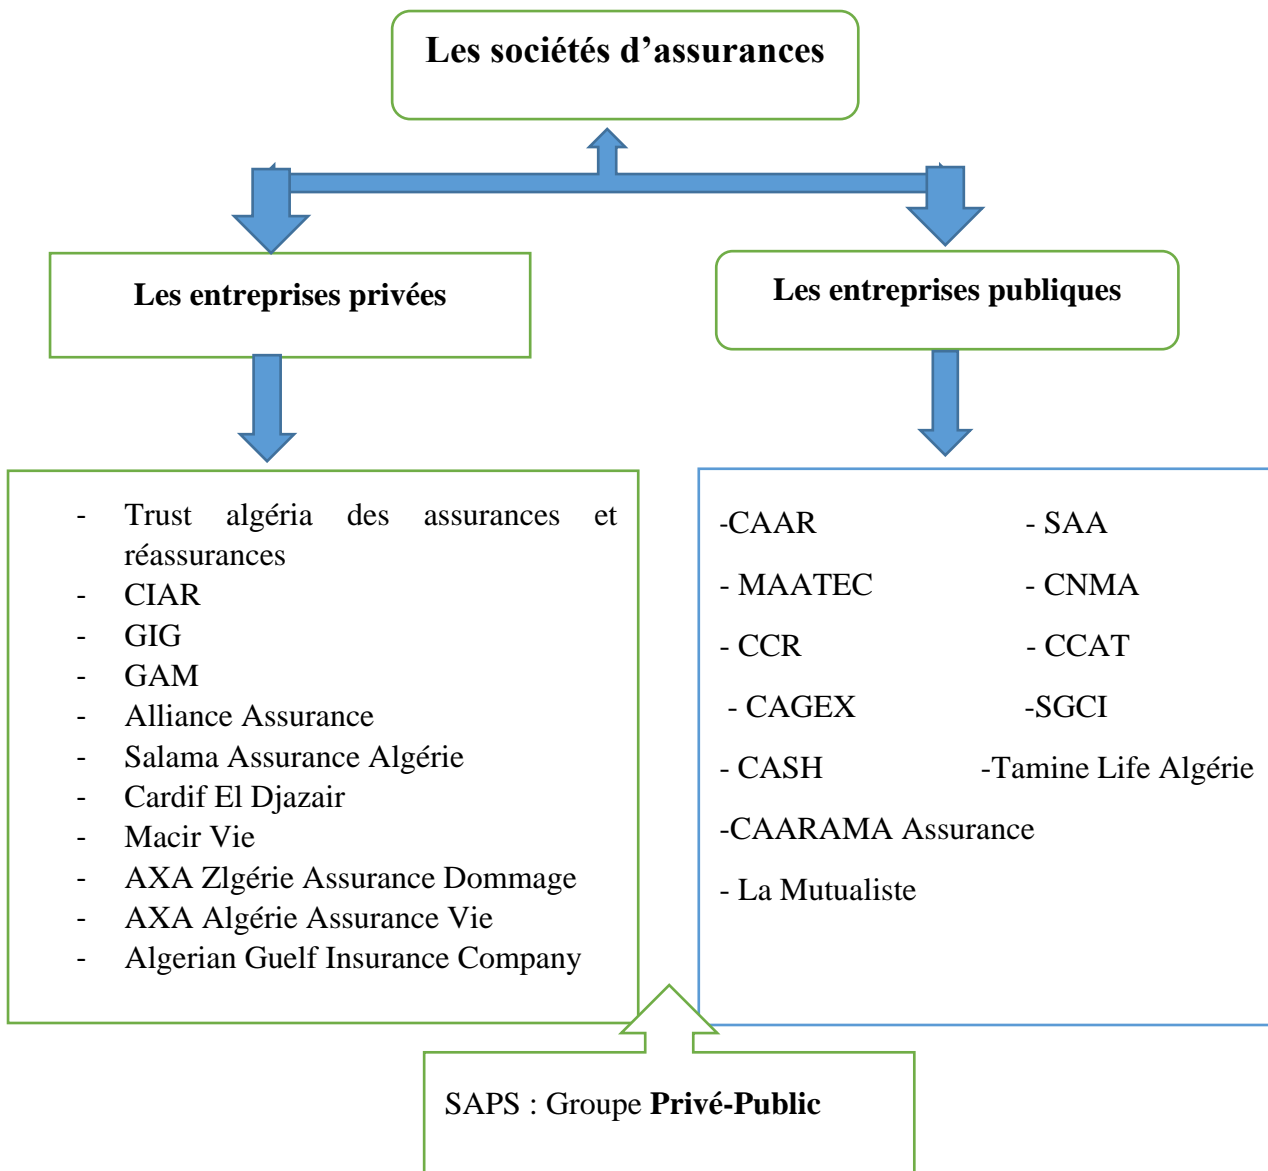 Les sociétés d’assurances
Les entreprises privées
Les entreprises publiques
- Trust algéria des assurances et
réassurances
- CIAR
- GIG
- GAM
- Alliance Assurance
- Salama Assurance Algérie
- Cardif El Djazair
- Macir Vie
- AXA Zlgérie Assurance Dommage
- AXA Algérie Assurance Vie
- Algerian Guelf Insurance Company
-CAAR - SAA
- MAATEC - CNMA
- CCR - CCAT
- CAGEX -SGCI
- CASH -Tamine Life Algérie
-CAARAMA Assurance
- La Mutualiste
SAPS : Groupe Privé-Public